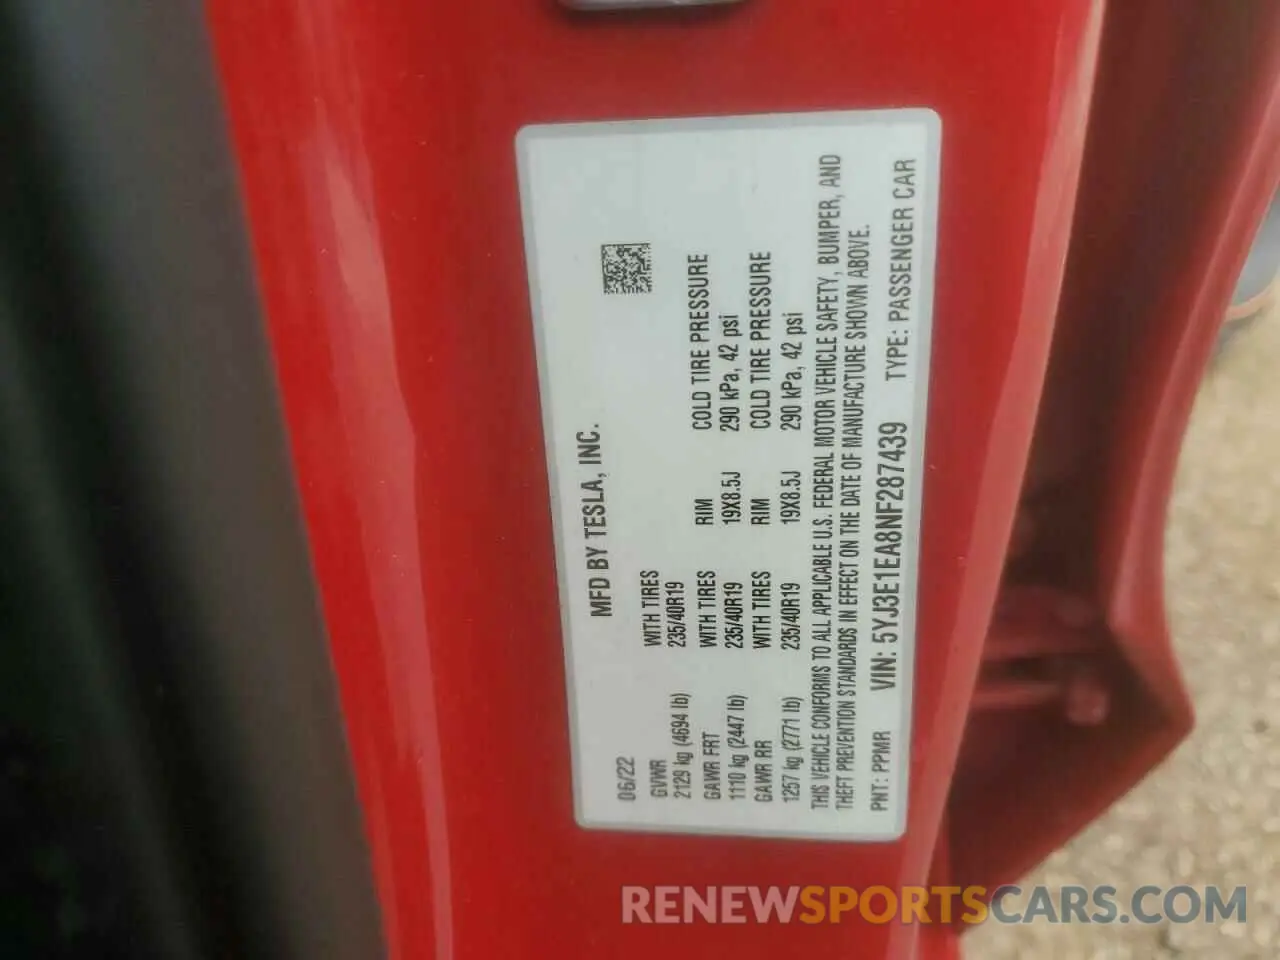 MFD BY TESLA, INC.
06/22
GVWR WITH TIRES
2129 kg (4694 lb) 235/40R19
GAWR FRT WITH TIRES RIM COLD TIRE PRESSURE
1110 kg (2447 lb) 235/40R19 19X8.5J 290 kPa, 42 psi
GAWR RR WITH TIRES RIM COLD TIRE PRESSURE
1257 kg (2771 lb) 235/40R19 19X8.5J 290 kPa, 42 psi
THIS VEHICLE CONFORMS TO ALL APPLICABLE U.S. FEDERAL MOTOR VEHICLE SAFETY, BUMPER, AND
THEFT PREVENTION STANDARDS IN EFFECT ON THE DATE OF MANUFACTURE SHOWN ABOVE.
PNT: PPMR VIN: 5YJ3E1EA8NF287439 TYPE: PASSENGER CAR
RENEWSPORTSCARS.COM